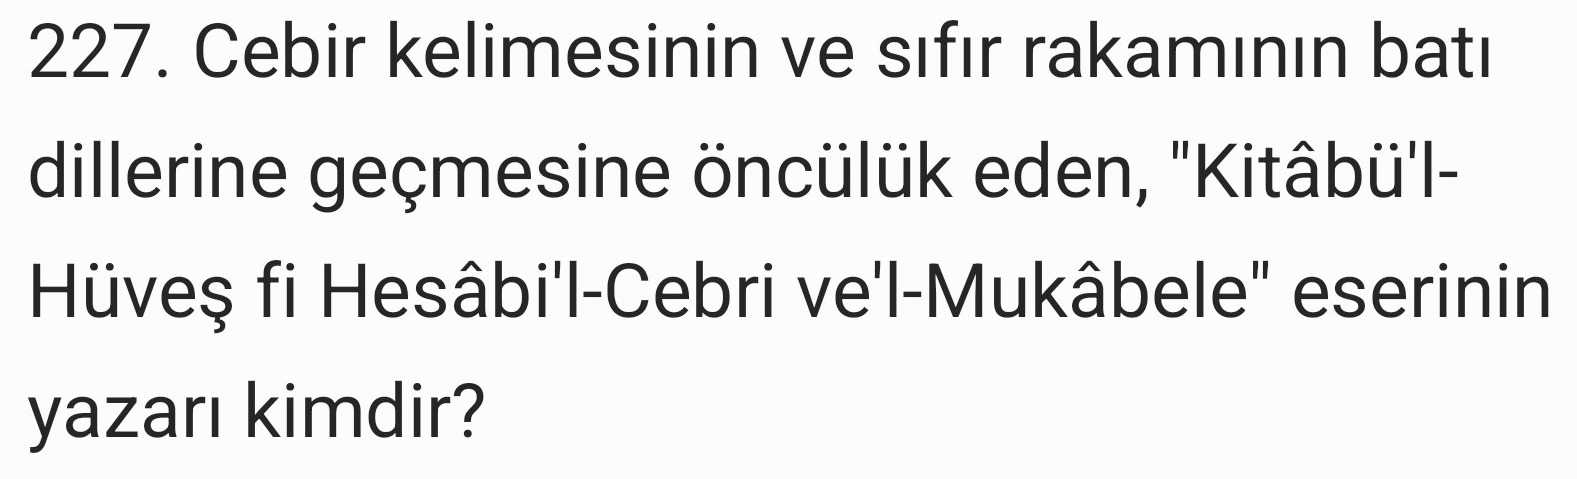 227. Cebir kelimesinin ve sıfır rakamının batı
dillerine geçmesine öncülük eden, "Kitâbü'l-
Hüveş fi Hesâbi'l-Cebri ve'l-Mukâbele" eserinin
yazarı kimdir?